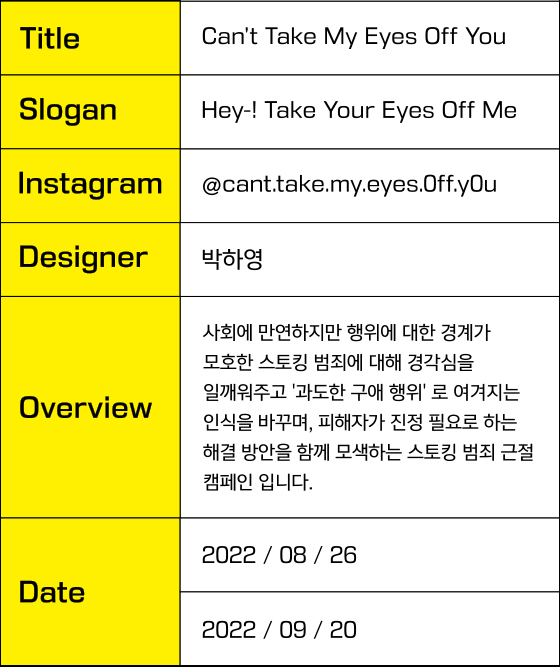 Title
Can't Take My Eyes Off You
Slogan
Hey-! Take Your Eyes Off Me
Instagram
@cant.take.my.eyes.0ff.y0u
Designer
박하영
Overview
사회에 만연하지만 행위에 대한 경계가
모호한 스토킹 범죄에 대해 경각심을
일깨워주고 '과도한 구애 행위' 로 여겨지는
인식을 바꾸며, 피해자가 진정 필요로 하는
해결 방안을 함께 모색하는 스토킹 범죄 근절
캠페인 입니다.
Date
2022 / 08 / 26
2022 / 09 / 20